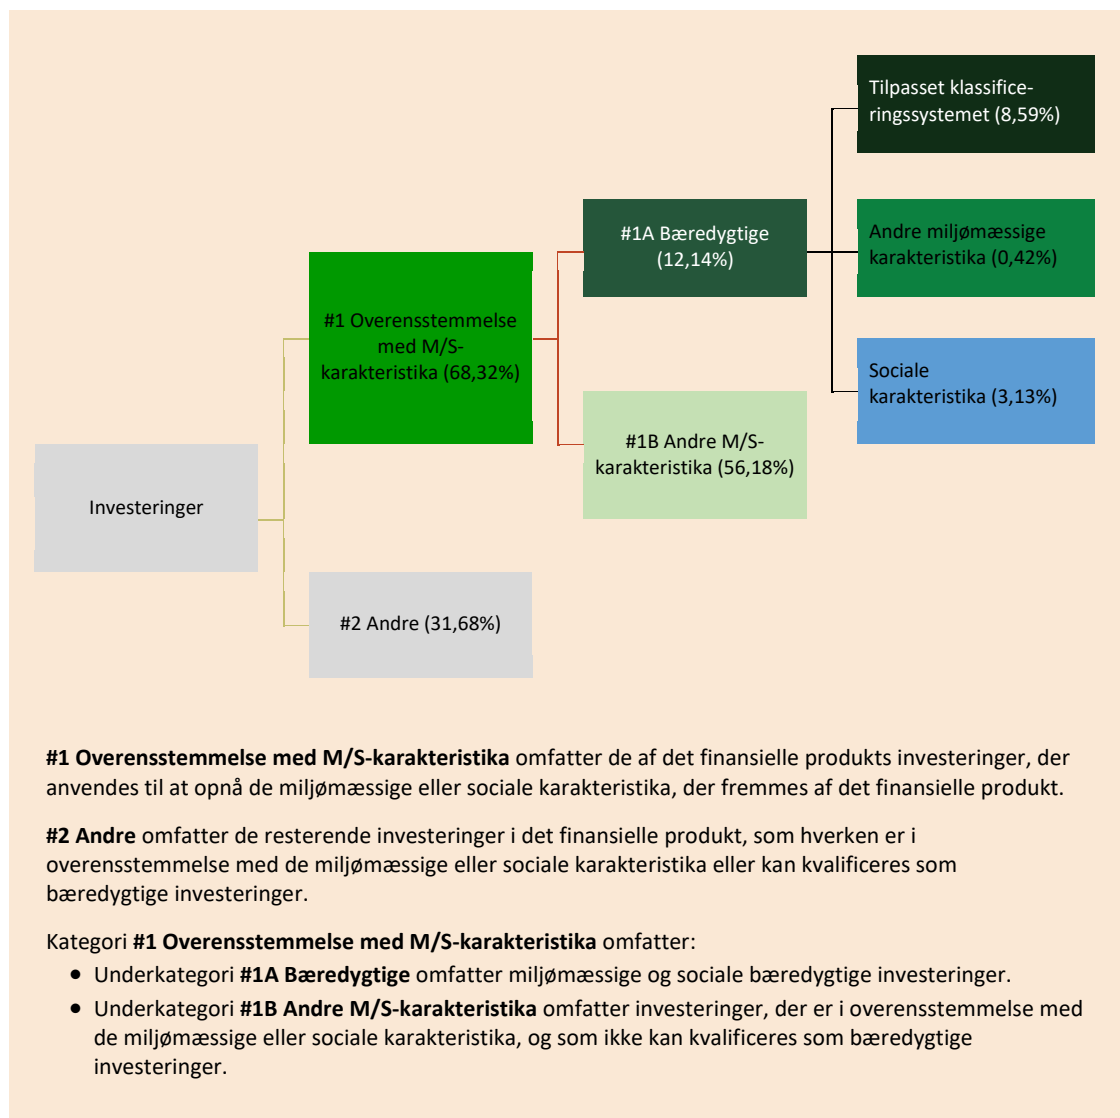 Tilpasset klassifice-
ringssystemet (8,59%)
#1A Bæredygtige
(12,14%)
Andre miljømæssige
karakteristika (0,42%)
#1 Overensstemmelse
med M/S-
karakteristika (68,32%)
Sociale
karakteristika (3,13%)
#1B Andre M/S-
karakteristika (56,18%)
Investeringer
#2 Andre (31,68%)
#1 Overensstemmelse med M/S-karakteristika omfatter de af det finansielle produkts investeringer, der
anvendes til at opnå de miljømæssige eller sociale karakteristika, der fremmes af det finansielle produkt.
#2 Andre omfatter de resterende investeringer i det finansielle produkt, som hverken er i
overensstemmelse med de miljømæssige eller sociale karakteristika eller kan kvalificeres som
bæredygtige investeringer.
Kategori #1 Overensstemmelse med M/S-karakteristika omfatter:
• Underkategori #1A Bæredygtige omfatter miljømæssige og sociale bæredygtige investeringer.
• Underkategori #1B Andre M/S-karakteristika omfatter investeringer, der er i overensstemmelse med
de miljømæssige eller sociale karakteristika, og som ikke kan kvalificeres som bæredygtige
investeringer.